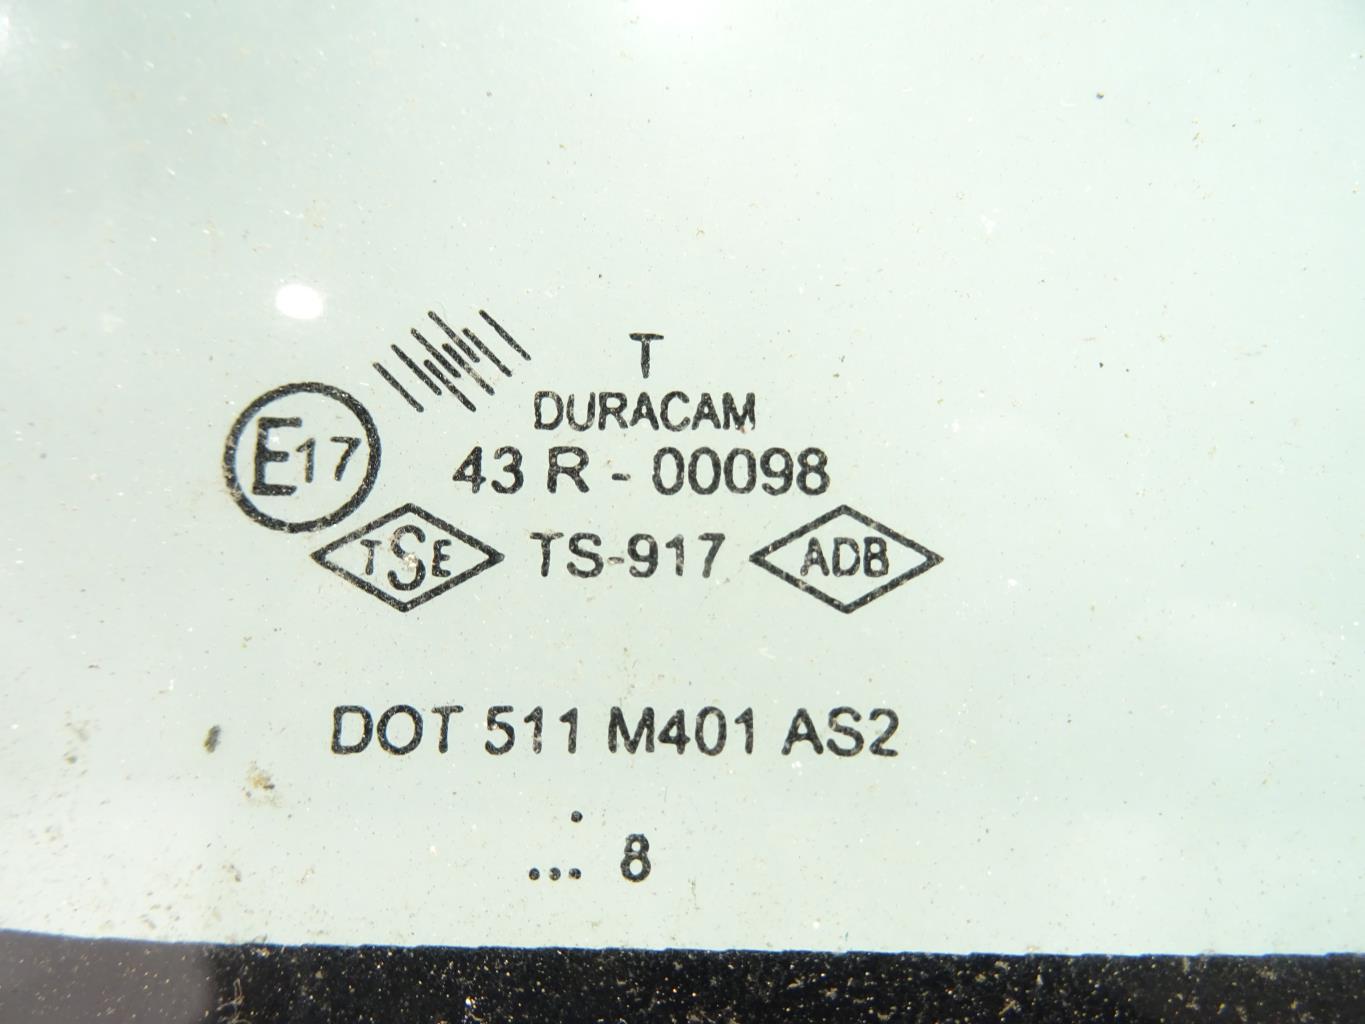 T
DURACAM
E17 43 R - 00098
TSE TS-917 ADB
DOT 511 M401 AS2
... 8